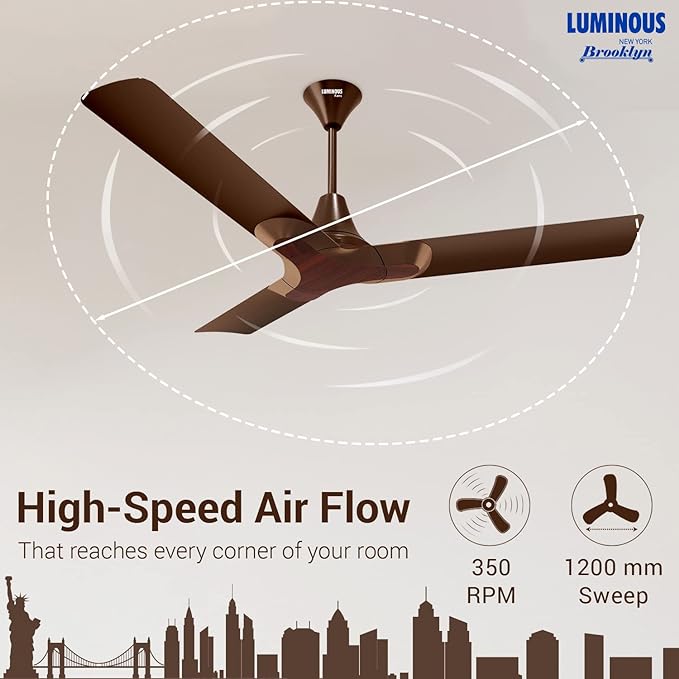 LUMINOUS
NEW YORK
Brooklyn
LUMINOUS
High-Speed Air Flow
That reaches every corner of your room
350
RPM
1200 mm
Sweep